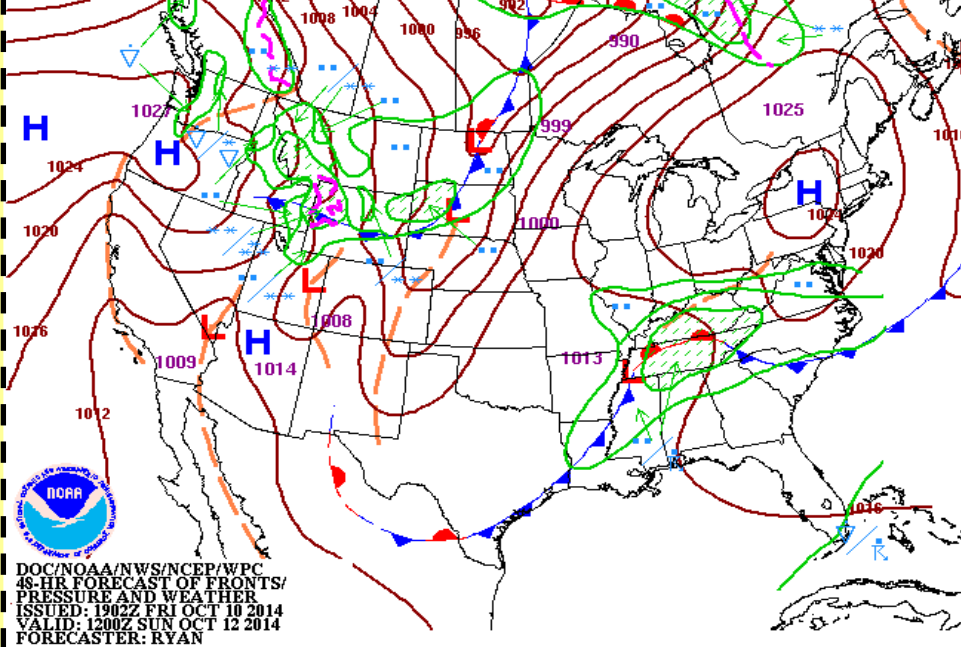 1008
1004
992
1000
996
990
1027
1025
999
1024
H
H
H
1024
1020
1000
1020
L
L
L
1016
L
1008
1009
H
1014
1013
L
1012
1016
NOAA
DOC/NOAA/NWS/NCEP/WPC
48-HR FORECAST OF FRONTS/
PRESSURE AND WEATHER
ISSUED: 1902Z FRI OCT 10 2014
VALID: 1200Z SUN OCT 12 2014
FORECASTER: RYAN